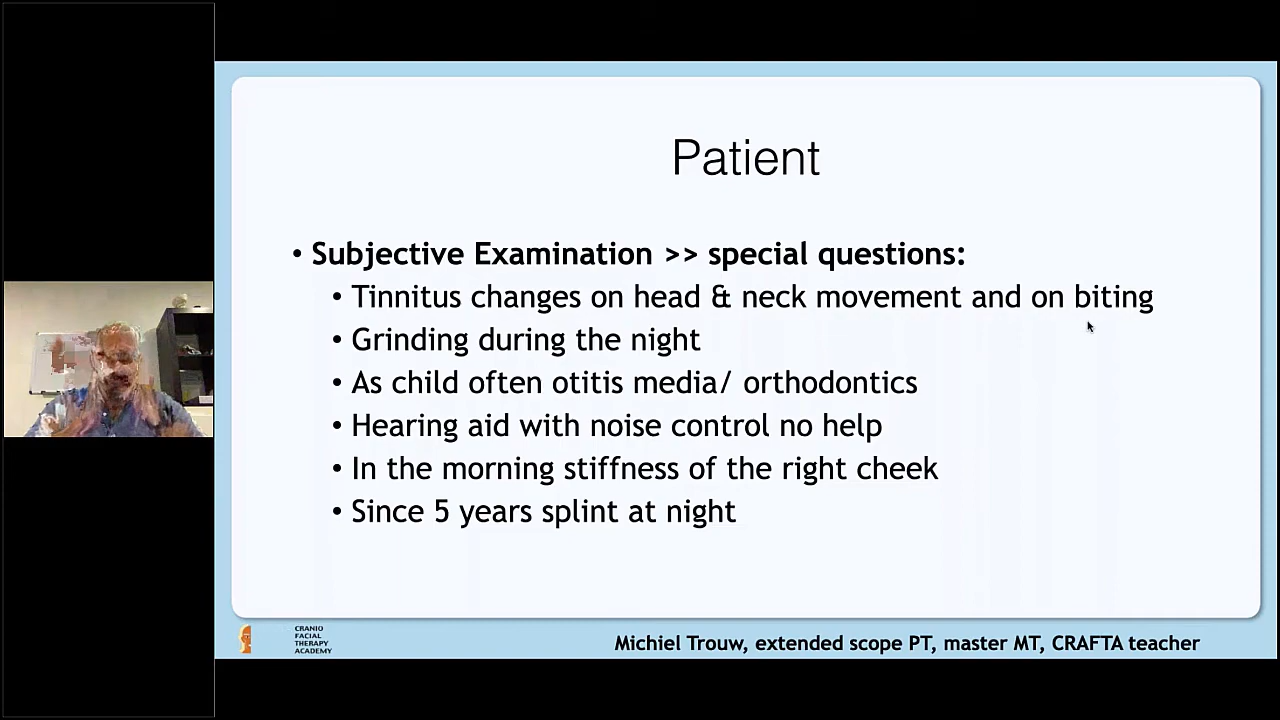 Patient
• Subjective Examination >> special questions:
• Tinnitus changes on head & neck movement and on biting
• Grinding during the night
• As child often otitis media/ orthodontics
• Hearing aid with noise control no help
• In the morning stiffness of the right cheek
• Since 5 years splint at night
CRANIO
FACIAL
THERAPY
ACADEMY
Michiel Trouw, extended scope PT, master MT, CRAFTA teacher